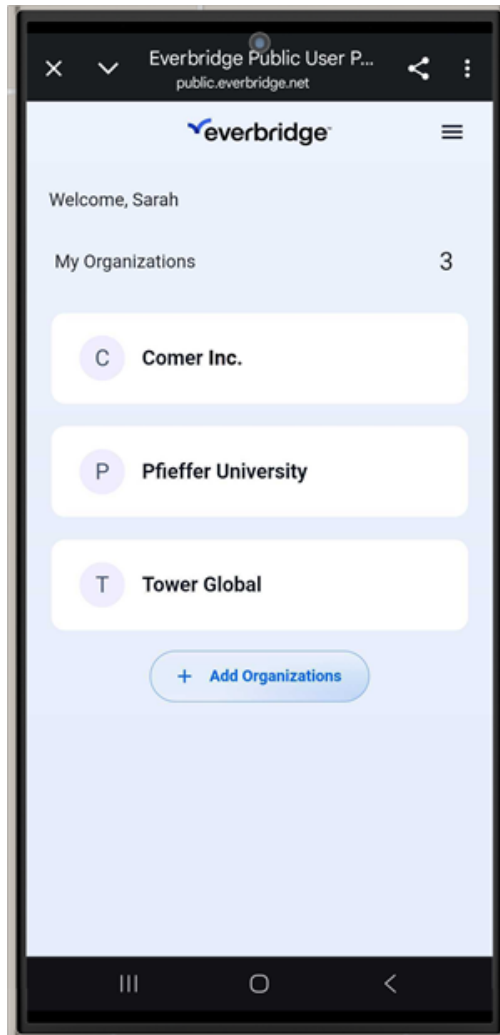 Everbridge Public User P...
public.everbridge.net
everbridge™
Welcome, Sarah
My Organizations 3
C Comer Inc.
P Pfieffer University
T Tower Global
+ Add Organizations